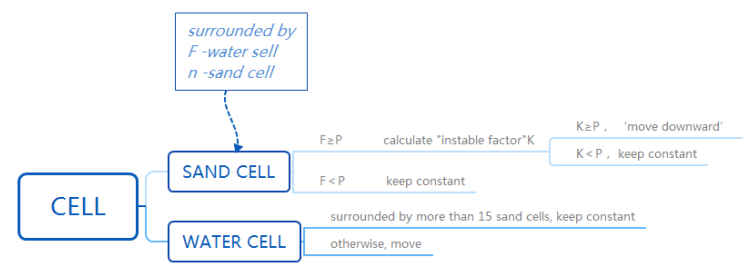 surrounded by
F -water sell
n -sand cell
K≥P， 'move downward'
F≥P calculate "instable factor"K
K<P，keep constant
SAND CELL
F<P keep constant
CELL
surrounded by more than 15 sand cells, keep constant
WATER CELL
otherwise, move